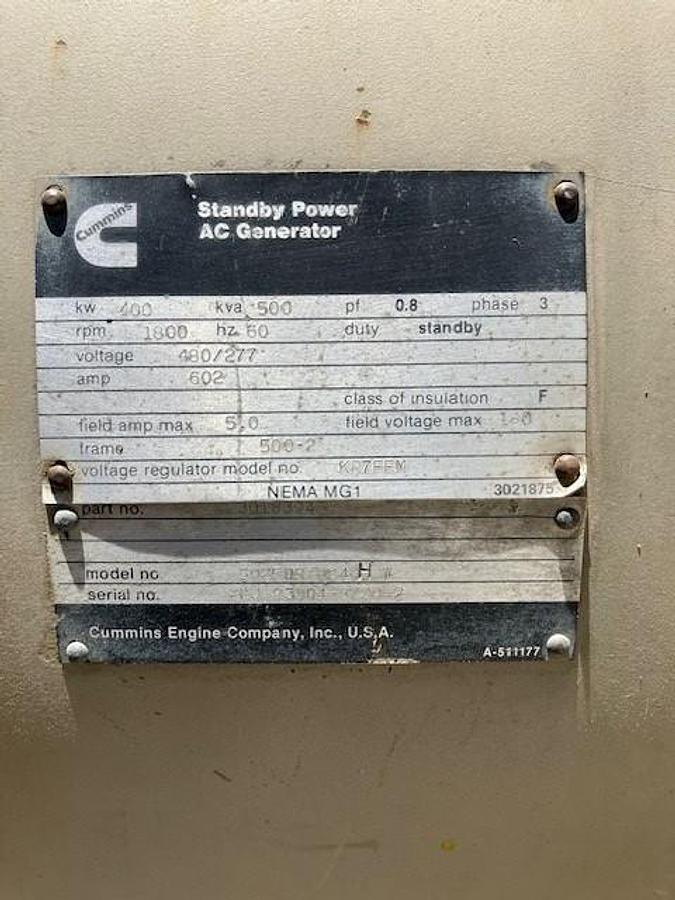 Cummins
Standby Power
AC Generator
kw 400 kva 500 pf 0.8 phase 3
rpm 1800 hz 60 duty standby
voltage 480/277
amp 602
class of insulation F
field amp max 5.0 field voltage max
frame 500-2
voltage regulator model no.
NEMA MG1 3021875
part no.
model no H
serial no.
Cummins Engine Company, Inc., U.S.A.
A-511177